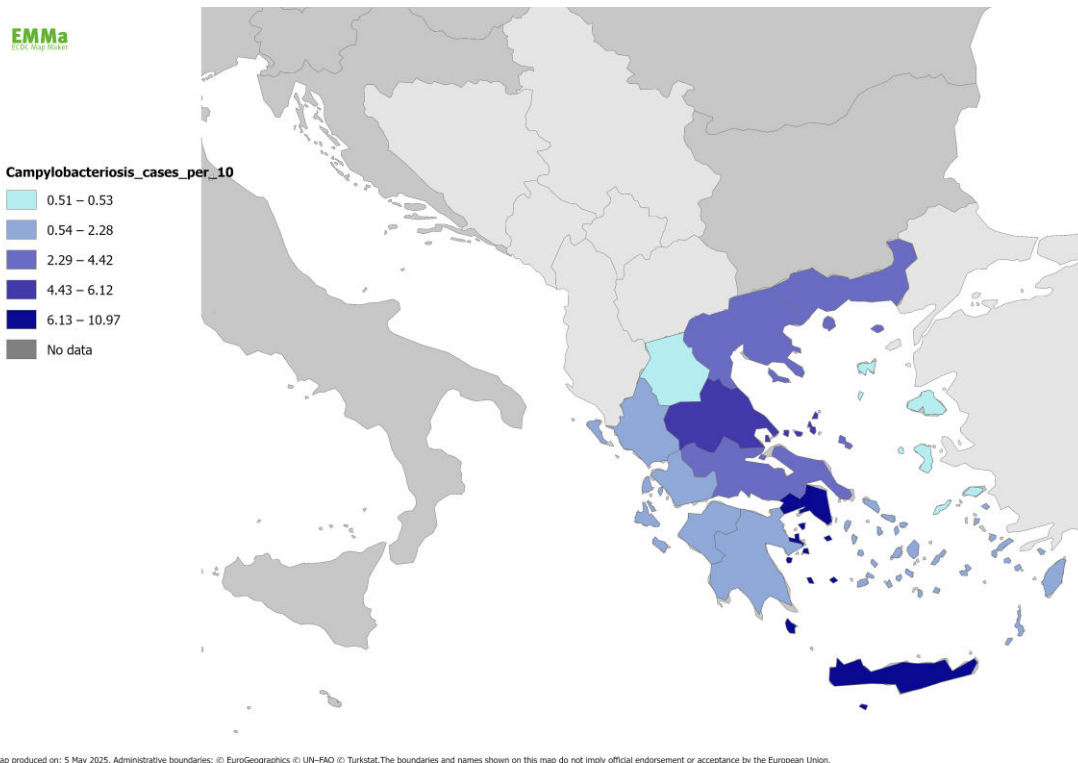 EMMa
ECDC Map Maker
Campylobacteriosis_cases_per_10
0.51 – 0.53
0.54 – 2.28
2.29 – 4.42
4.43 – 6.12
6.13 – 10.97
No data
ap produced on: 5 May 2025. Administrative boundaries: © EuroGeographics © UN–FAO © Turkstat.The boundaries and names shown on this map do not imply official endorsement or acceptance by the European Union.